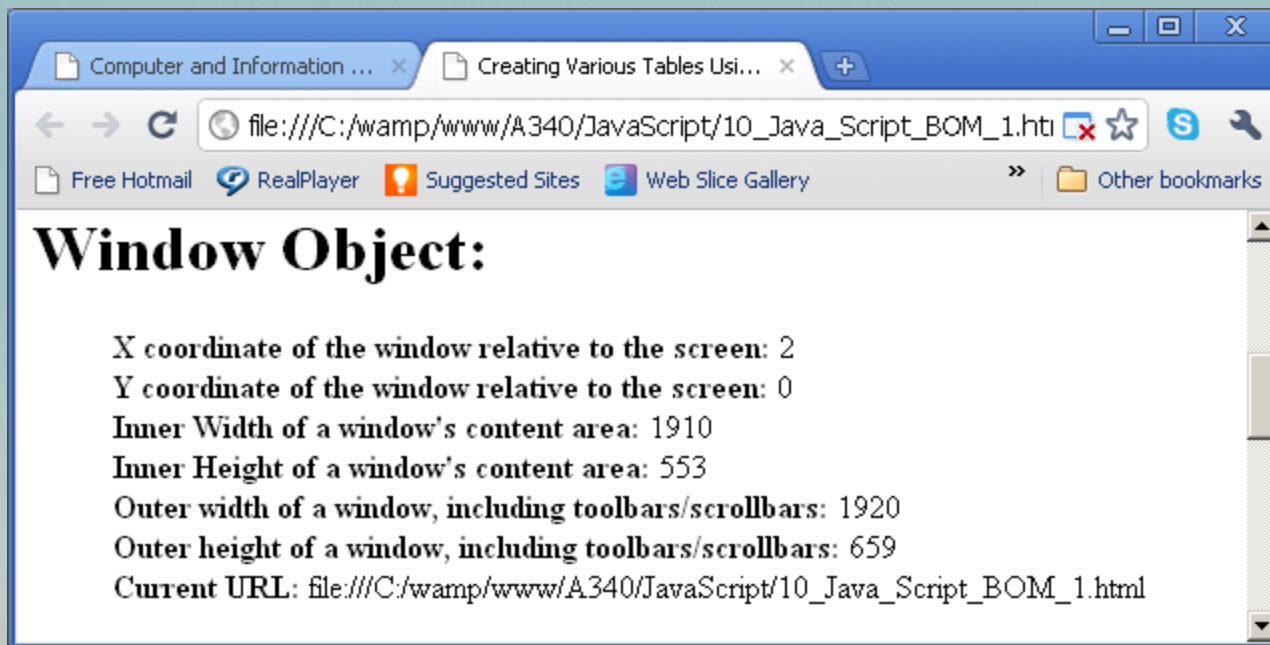 Computer and Information ... Creating Various Tables Usi...
file:///C:/wamp/www/A340/JavaScript/10_Java_Script_BOM_1.htm
Free Hotmail RealPlayer Suggested Sites Web Slice Gallery » Other bookmarks
Window Object:
X coordinate of the window relative to the screen: 2
Y coordinate of the window relative to the screen: 0
Inner Width of a window's content area: 1910
Inner Height of a window's content area: 553
Outer width of a window, including toolbars/scrollbars: 1920
Outer height of a window, including toolbars/scrollbars: 659
Current URL: file:///C:/wamp/www/A340/JavaScript/10_Java_Script_BOM_1.html